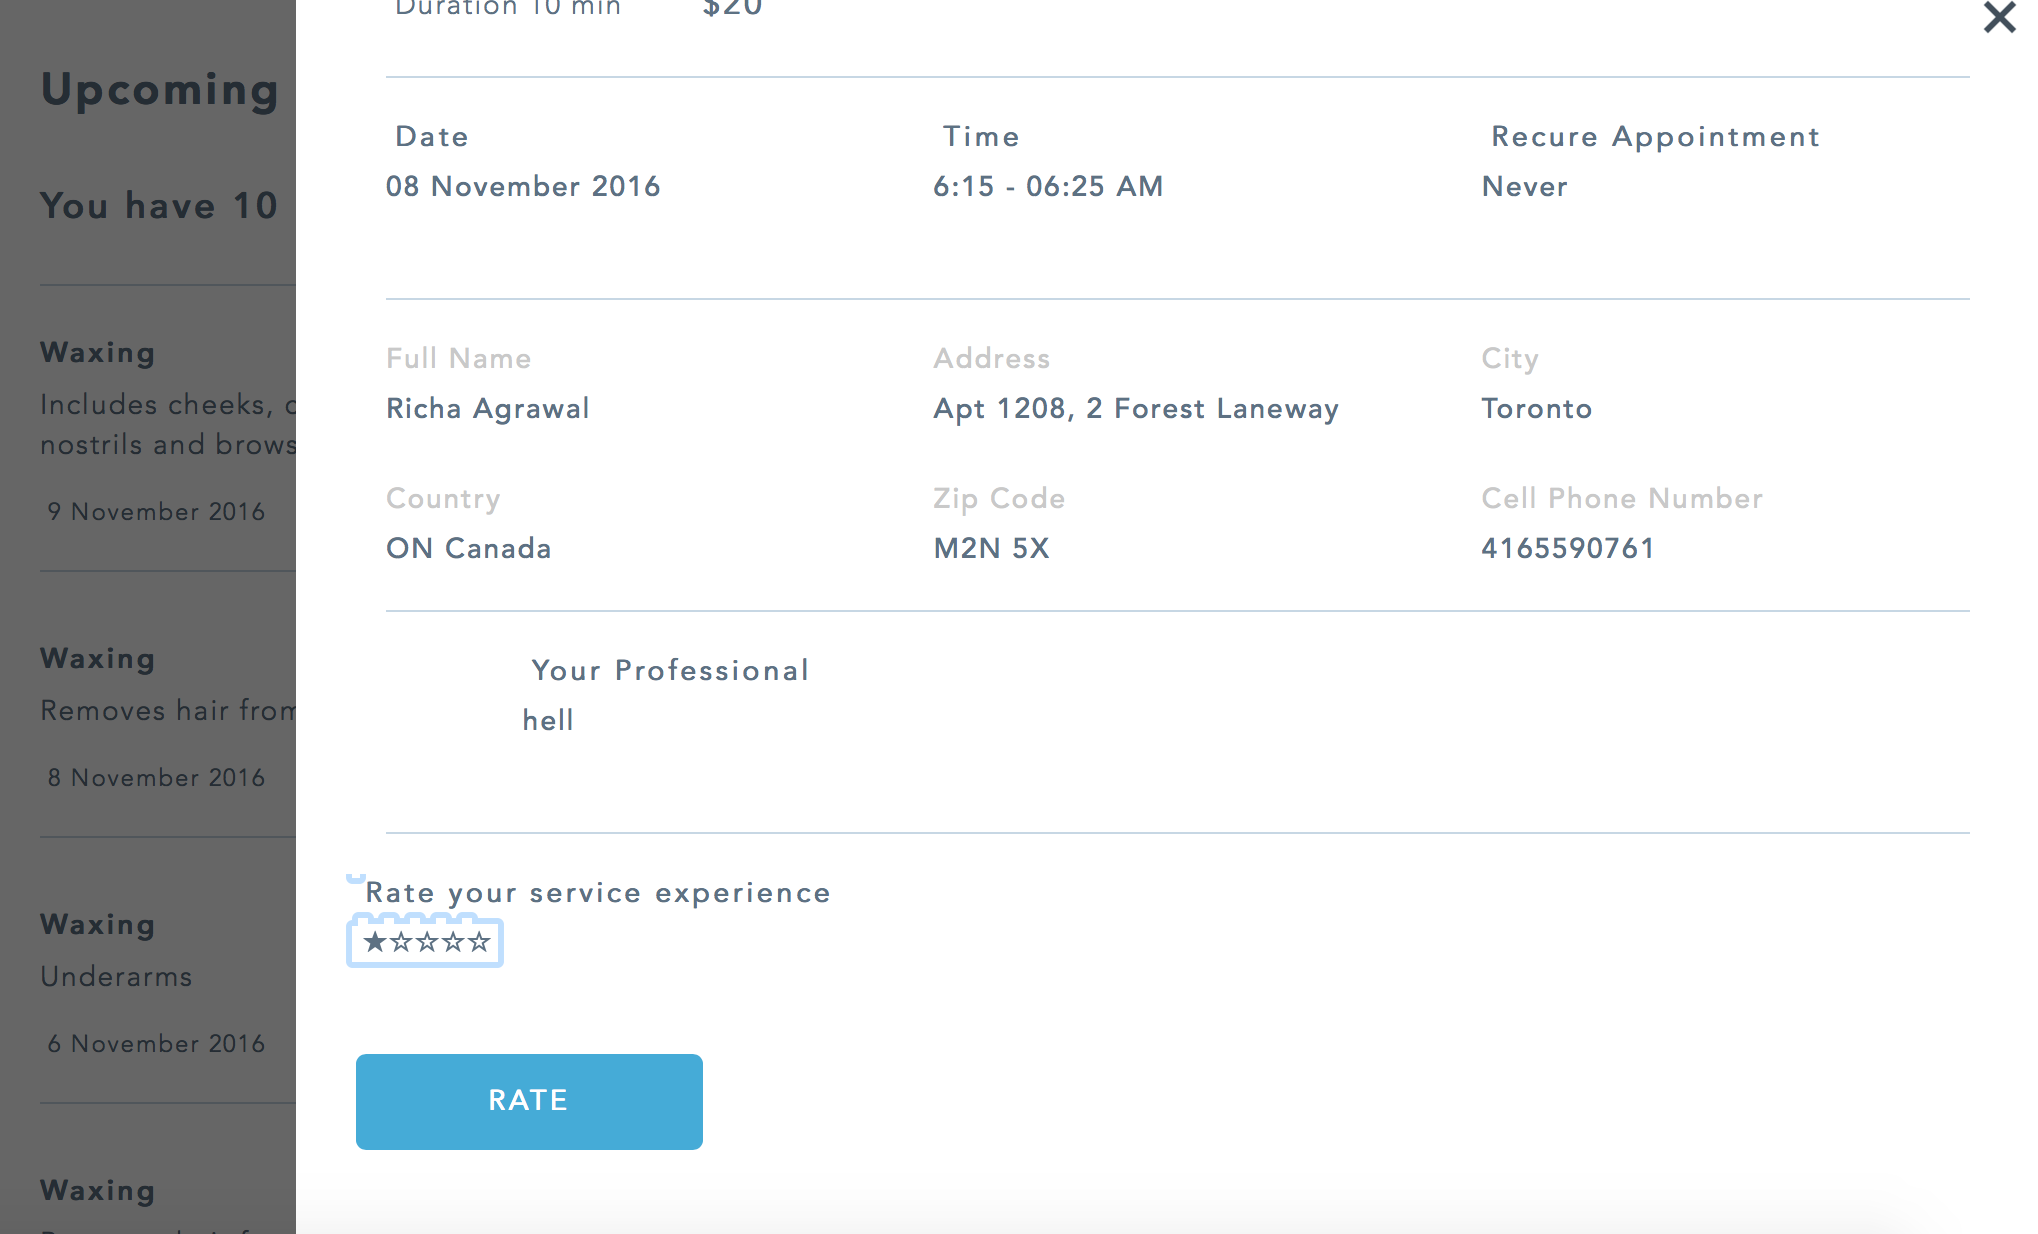 Duration 10 min $20
Upcoming
You have 10
Waxing
Includes cheeks,
nostrils and brows
9 November 2016
Waxing
Removes hair from
8 November 2016
Waxing
Underarms
6 November 2016
Waxing
Date Time Recure Appointment
08 November 2016 6:15 - 06:25 AM Never
Full Name Address City
Richa Agrawal Apt 1208, 2 Forest Laneway Toronto
Country Zip Code Cell Phone Number
ON Canada M2N 5X 4165590761
Your Professional
hell
Rate your service experience
★☆☆☆☆
RATE